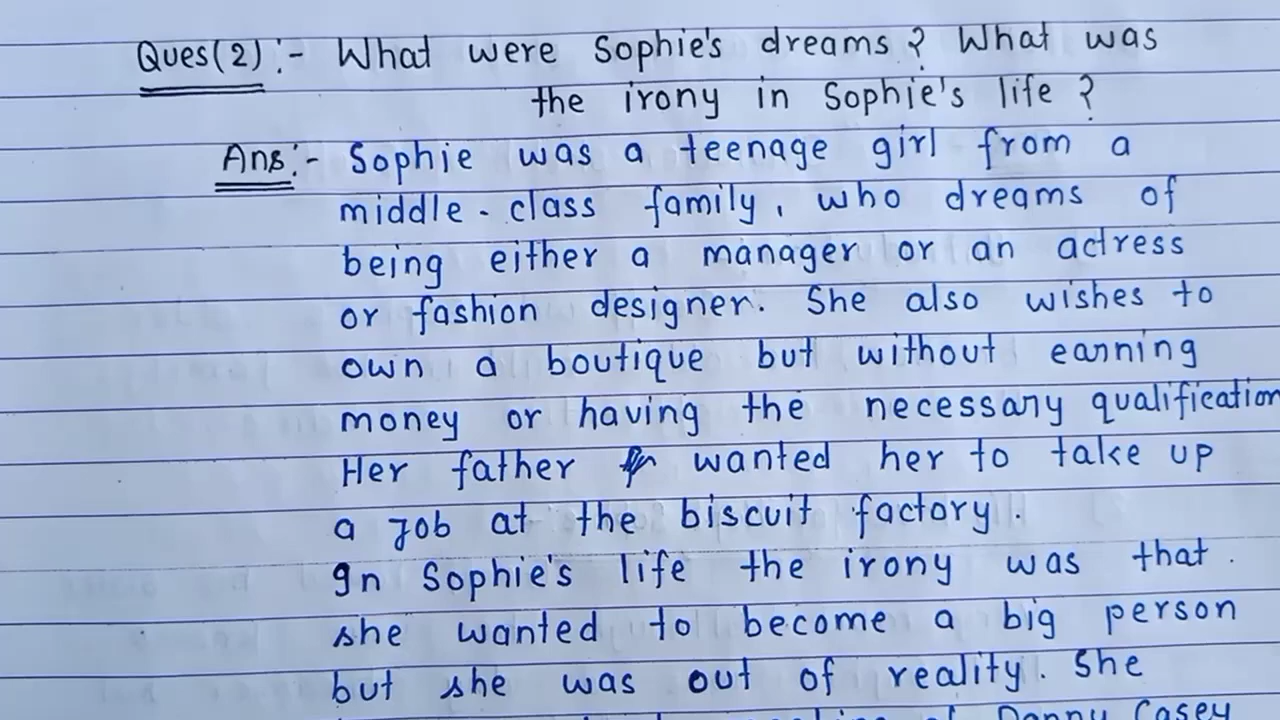 Ques(2):- What were Sophie's dreams? What was
the irony in Sophie's life?
Ans:- Sophie was a teenage girl from a
middle-class family, who dreams of
being either a manager or an actress
or fashion designer. She also wishes to
own a boutique but without earning
money or having the necessary qualification
Her father wanted her to take up
a job at the biscuit factory.
In Sophie's life the irony was that.
she wanted to become a big person
but she was out of reality. She
of Danny Casey